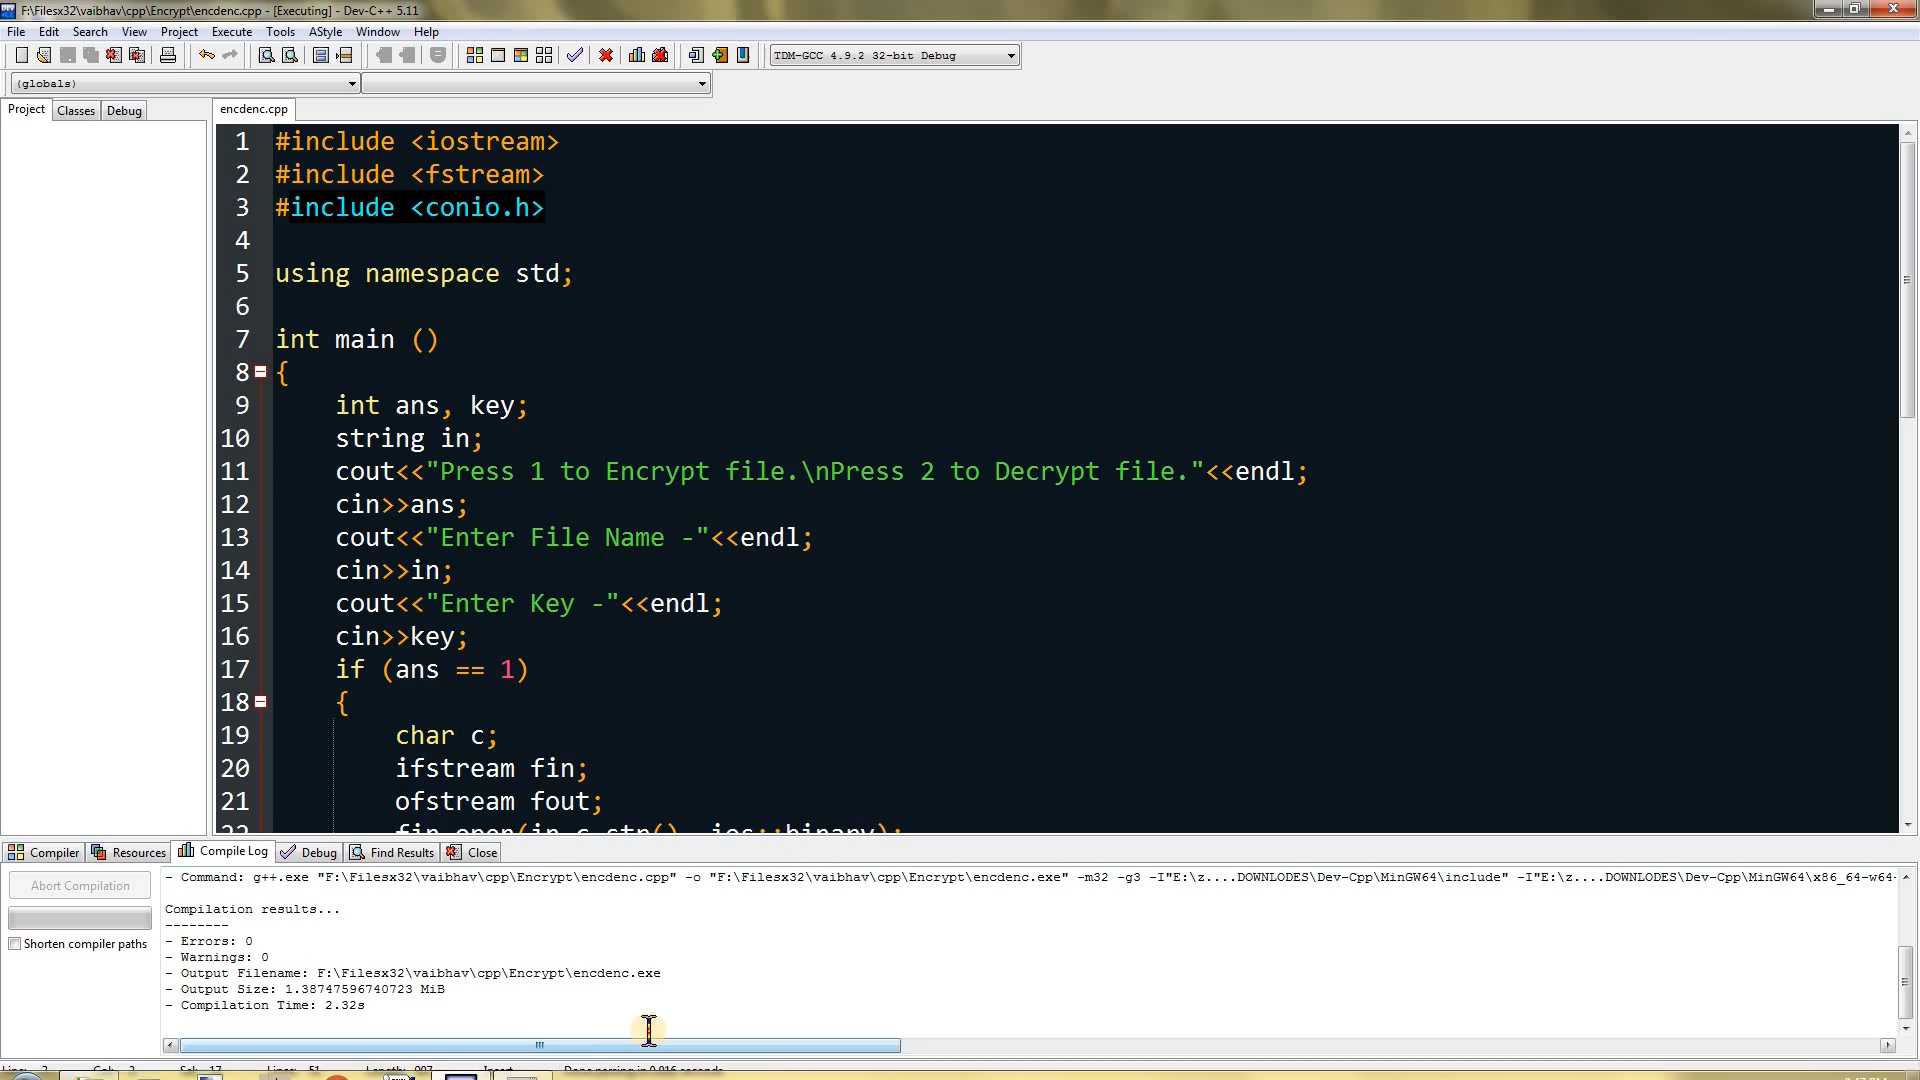 F:\Filesx32\vaibhav\cpp\Encrypt\encdenc.cpp - [Executing] - Dev-C++ 5.11
File Edit Search View Project Execute Tools AStyle Window Help
TDM-GCC 4.9.2 32-bit Debug
(globals)
Project Classes Debug
encdenc.cpp
1 #include <iostream>
2 #include <fstream>
3 #include <conio.h>
4
5 using namespace std;
6
7 int main ()
8 {
9 int ans, key;
10 string in;
11 cout<<"Press 1 to Encrypt file.\nPress 2 to Decrypt file."<<endl;
12 cin>>ans;
13 cout<<"Enter File Name -"<<endl;
14 cin>>in;
15 cout<<"Enter Key -"<<endl;
16 cin>>key;
17 if (ans == 1)
18 {
19 char c;
20 ifstream fin;
21 ofstream fout;
22 fin.open(in.c_str(), ios::binary);
Compiler Resources Compile Log Debug Find Results Close
Abort Compilation
Shorten compiler paths
- Command: g++.exe "F:\Filesx32\vaibhav\cpp\Encrypt\encdenc.cpp" -o "F:\Filesx32\vaibhav\cpp\Encrypt\encdenc.exe" -m32 -g3 -I"E:\z....DOWNLODES\Dev-Cpp\MinGW64\include" -I"E:\z....DOWNLODES\Dev-Cpp\MinGW64\x86_64-w64-
Compilation results...
--------
- Errors: 0
- Warnings: 0
- Output Filename: F:\Filesx32\vaibhav\cpp\Encrypt\encdenc.exe
- Output Size: 1.38747596740723 MiB
- Compilation Time: 2.32s